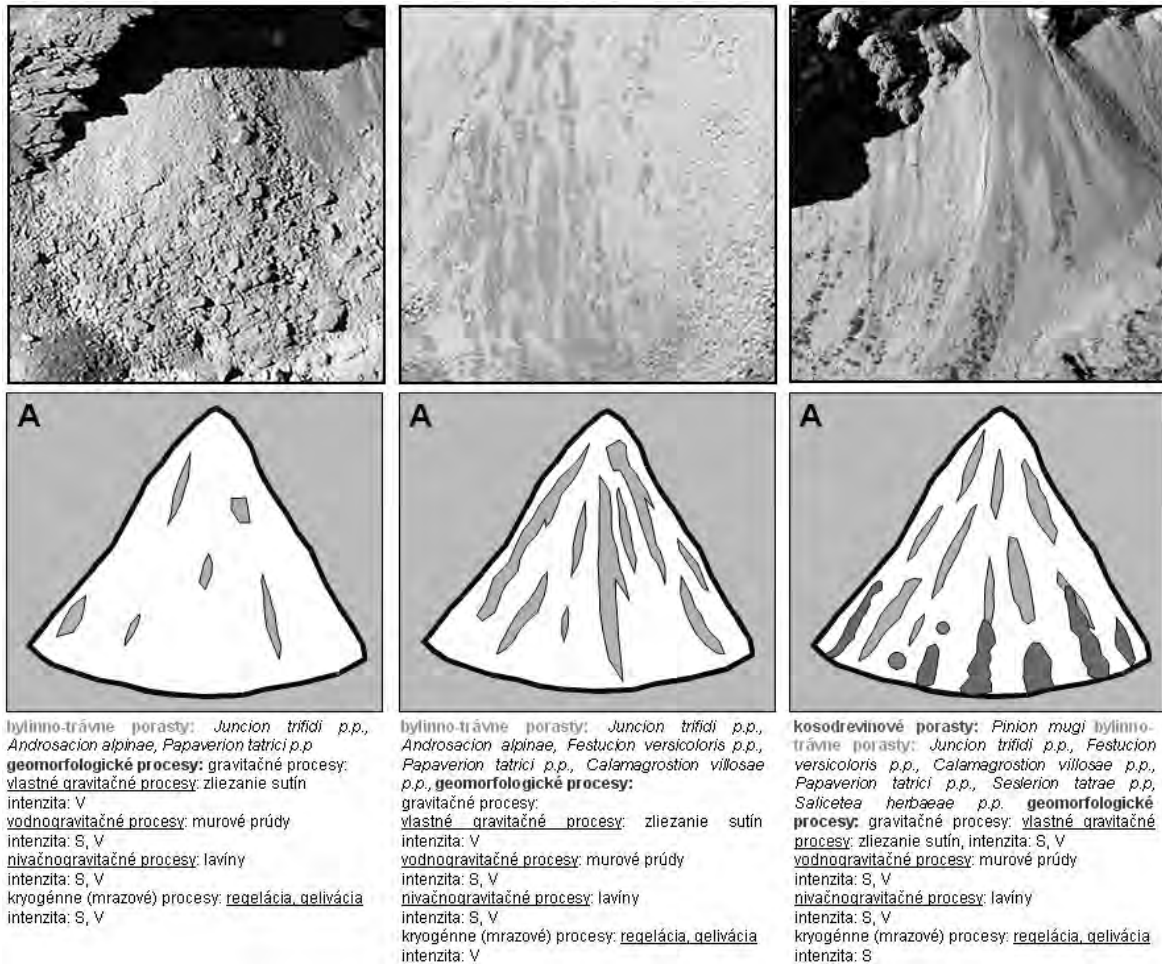 A
A
A
bylinno-trávne porasty: Juncion trifidi p.p.,
Androsacion alpinae, Papaverion tatrici p.p
geomorfologické procesy: gravitačné procesy:
vlastné gravitačné procesy: zliezanie sutín
intenzita: V
vodnogravitačné procesy: murové prúdy
intenzita: S, V
nivačnogravitačné procesy: lavíny
intenzita: S, V
kryogénne (mrazové) procesy: regelácia, gelivácia
intenzita: S, V
bylinno-trávne porasty: Juncion trifidi p.p.,
Androsacion alpinae, Festucion versicoloris p.p.,
Papaverion tatrici p.p., Calamagrostion villosae
p.p., geomorfologické procesy:
gravitačné procesy:
vlastné gravitačné procesy: zliezanie sutín
intenzita: V
vodnogravitačné procesy: murové prúdy
intenzita: S, V
nivačnogravitačné procesy: lavíny
intenzita: S, V
kryogénne (mrazové) procesy: regelácia, gelivácia
intenzita: V
kosodrevinové porasty: Pinion mugi bylinno-
trávne porasty: Juncion trifidi p.p., Festucion
versicoloris p.p., Calamagrostion villosae p.p.,
Papaverion tatrici p.p., Seslerion tatrae p.p,
Salicetea herbaeae p.p. geomorfologické
procesy: gravitačné procesy: vlastné gravitačné
procesy: zliezanie sutín, intenzita: S, V
vodnogravitačné procesy: murové prúdy
intenzita: S, V
nivačnogravitačné procesy: lavíny
intenzita: S, V
kryogénne (mrazové) procesy: regelácia, gelivácia
intenzita: S